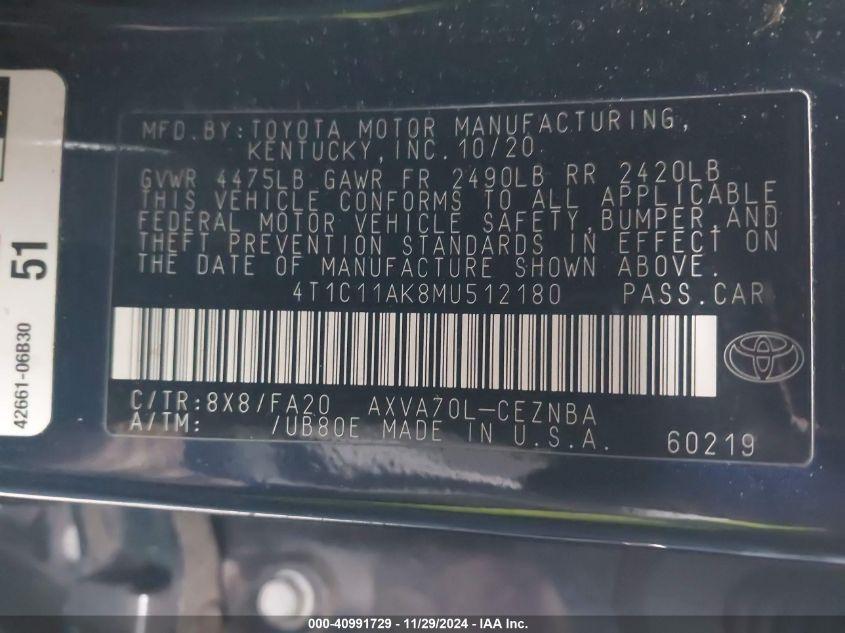 MFD.BY:TOYOTA MOTOR MANUFACTURING,
KENTUCKY,INC.10/20
GVWR 4475LB GAWR FR 2490LB RR 2420LB
THIS VEHICLE CONFORMS TO ALL APPLICABLE
FEDERAL MOTOR VEHICLE SAFETY,BUMPER,AND
THEFT PREVENTION STANDARDS IN EFFECT ON
THE DATE OF MANUFACTURE SHOWN ABOVE.
4T1C11AK8MU512180 PASS.CAR
C/TR:8X8/FA20 AXVA70L-CEZNBA
A/TM: /UB80E MADE IN U.S.A. 60219
51
42661-06B30
000-40991729 - 11/29/2024 - IAA Inc.